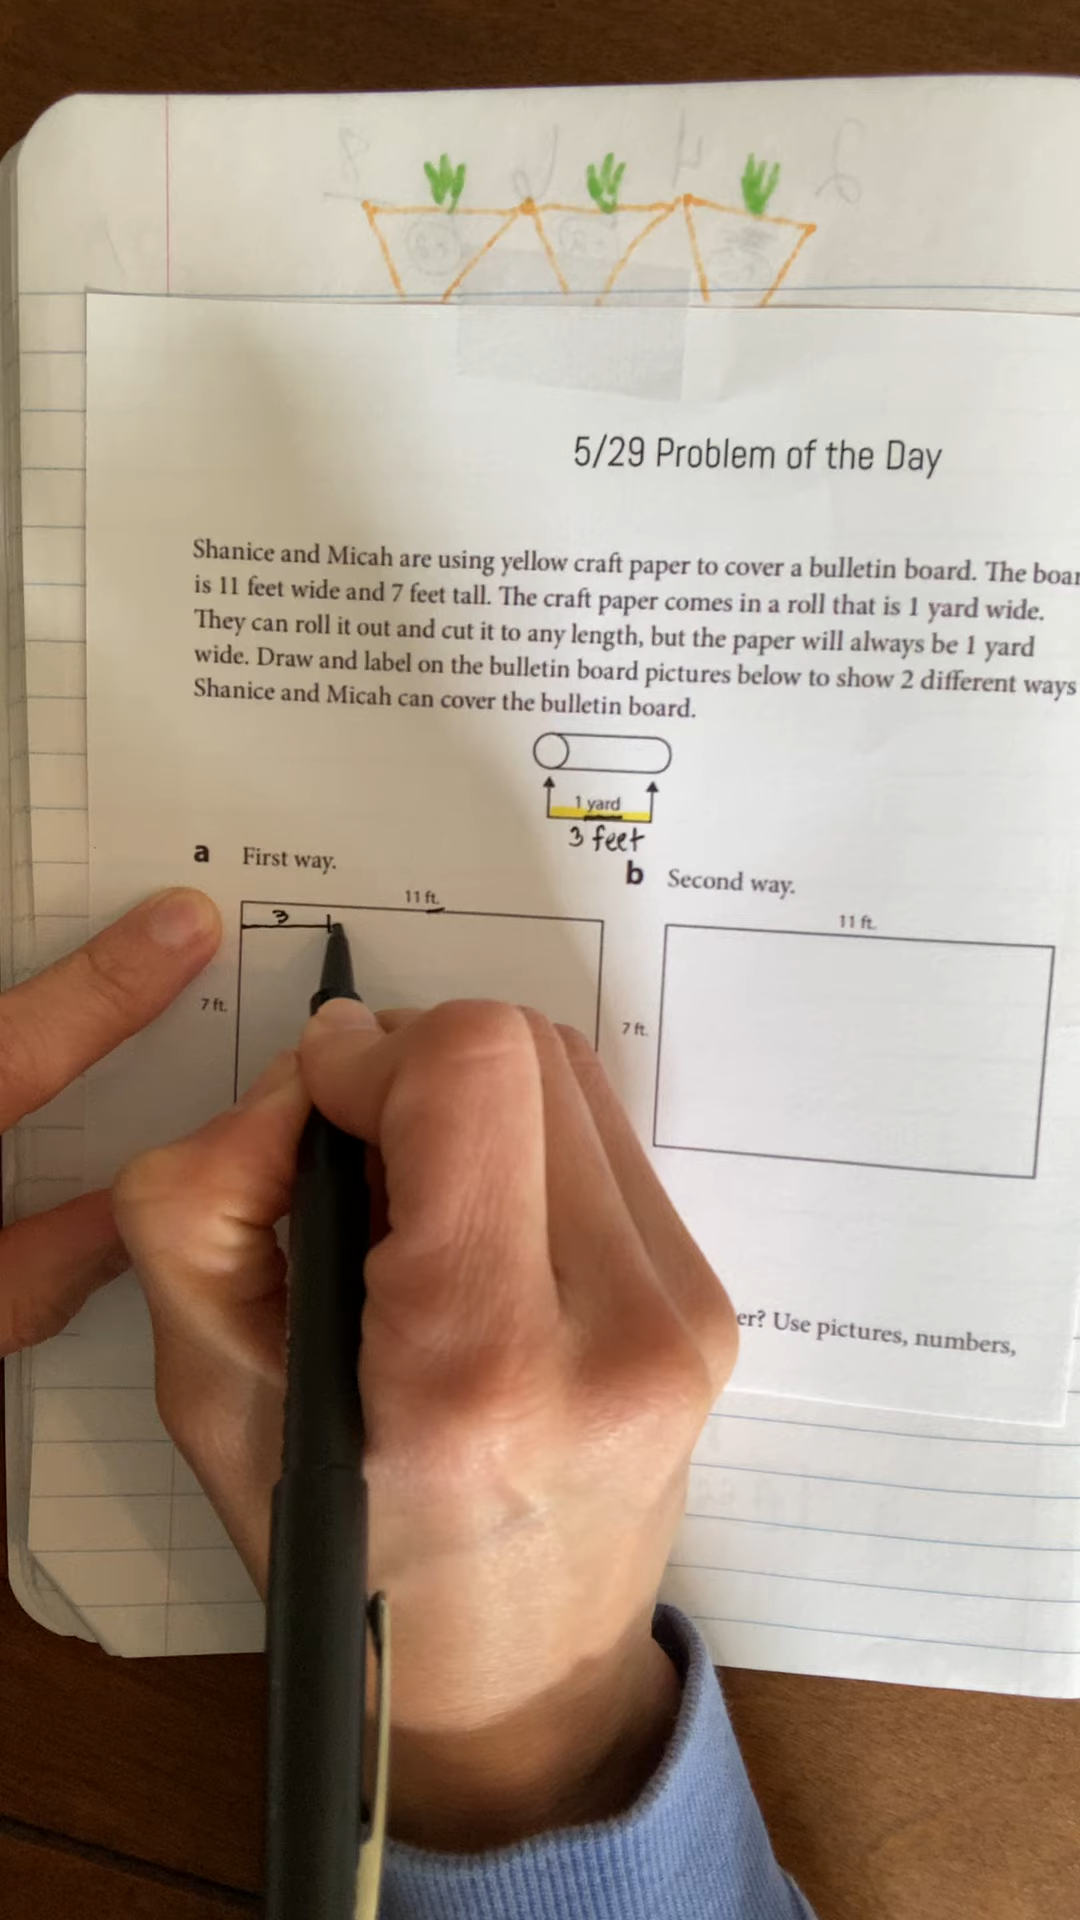 8 6 4 2
5/29 Problem of the Day
Shanice and Micah are using yellow craft paper to cover a bulletin board. The boar
is 11 feet wide and 7 feet tall. The craft paper comes in a roll that is 1 yard wide.
They can roll it out and cut it to any length, but the paper will always be 1 yard
wide. Draw and label on the bulletin board pictures below to show 2 different ways
Shanice and Micah can cover the bulletin board.
1 yard
3 feet
a First way.
11 ft.
3
7 ft.
b Second way.
11 ft.
7 ft.
er? Use pictures, numbers,